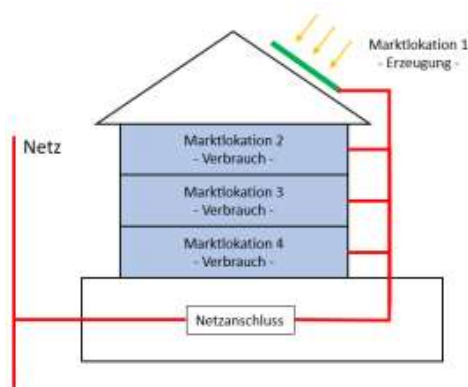 Marktlokation 1
- Erzeugung -
Netz
Marktlokation 2
- Verbrauch -
Marktlokation 3
- Verbrauch -
Marktlokation 4
- Verbrauch -
Netzanschluss